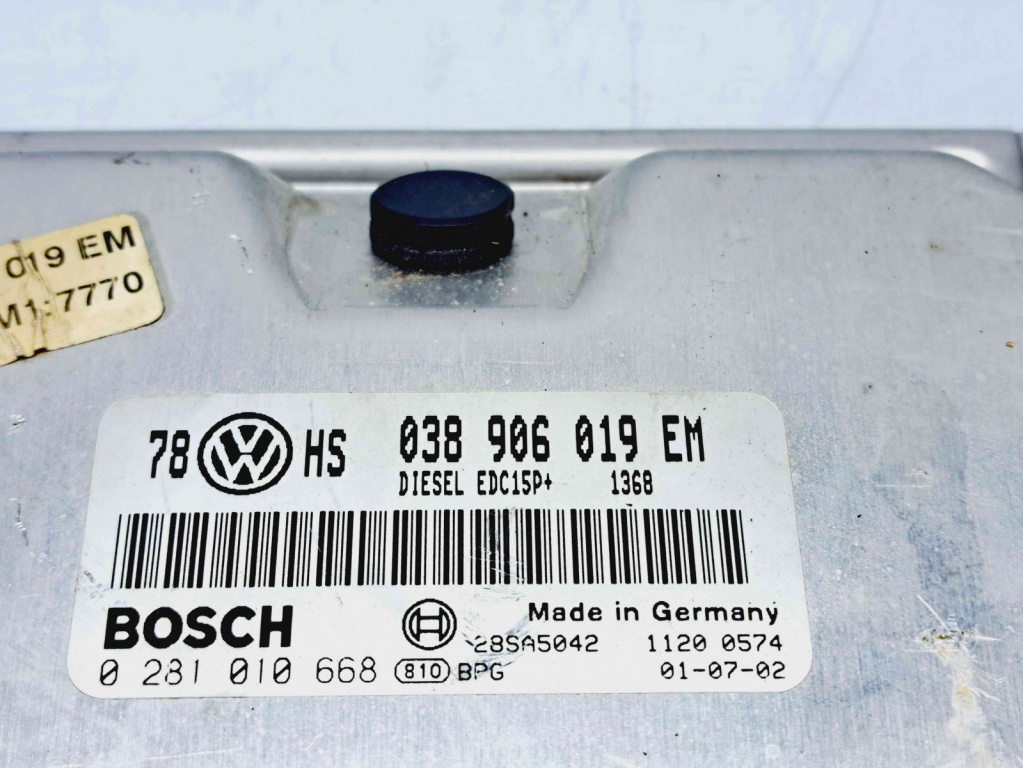 019 EM
M1:7770
78 VW HS 038 906 019 EM
DIESEL EDC15P+ 1368
BOSCH
Made in Germany
28SA5042 1120 0574
0 281 010 668 810 BPG 01-07-02